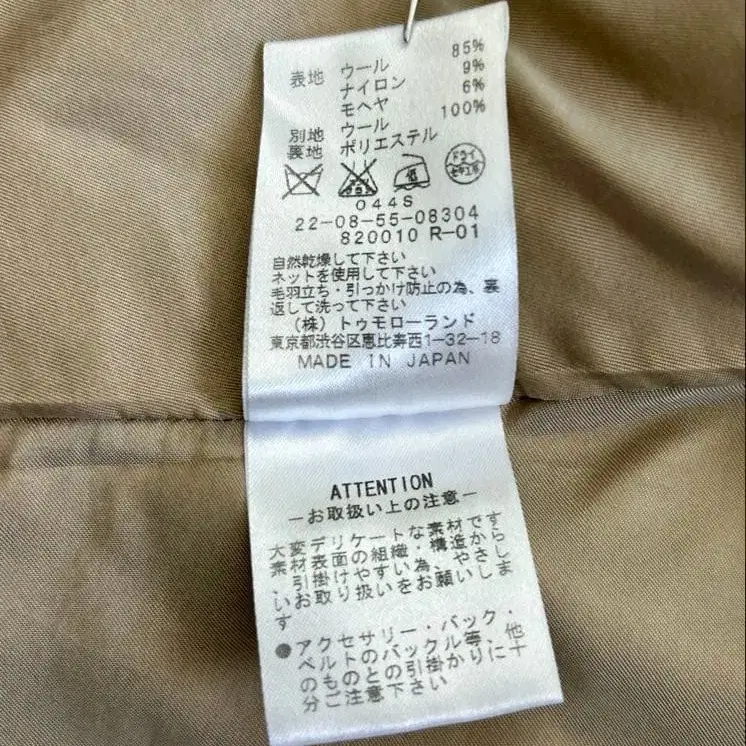 表地 ウール 85%
ナイロン 9%
モヘヤ 6%
別地 ウール 100%
裏地 ポリエステル
低 ドライ
セキユ系
044S
22-08-55-08304
820010 R-01
自然乾燥して下さい
ネットを使用して下さい
毛羽立ち・引っかけ防止の為、裏
返して洗って下さい
(株)トゥモローランド
東京都渋谷区恵比寿西1-32-18
MADE IN JAPAN
ATTENTION
―お取扱い上の注意―
大変デリケートな素材です
素材表面の組織・構造から
引掛けやすい為、やさし
いお取り扱いをお願いしま
す
●アクセサリー・バック・
ベルトのバックル等、他
のものとの引掛かりに十
分ご注意下さい